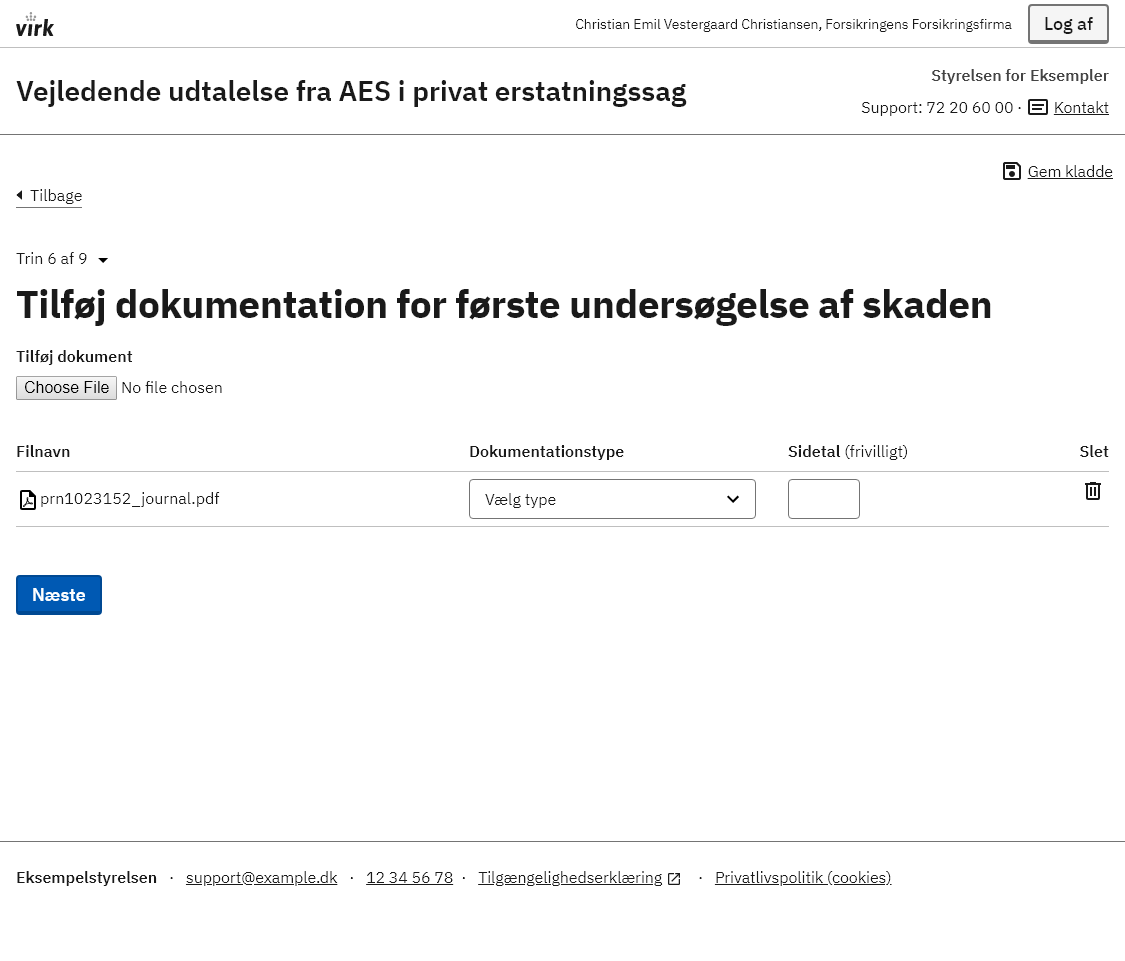 virk
Christian Emil Vestergaard Christiansen, Forsikringens Forsikringsfirma
Log af
Vejledende udtalelse fra AES i privat erstatningssag
Styrelsen for Eksempler
Support: 72 20 60 00 · Kontakt
Gem kladde
Tilbage
Trin 6 af 9
Tilføj dokumentation for første undersøgelse af skaden
Tilføj dokument
Choose File No file chosen
Filnavn Dokumentationstype Sidetal (frivilligt) Slet
prn1023152_journal.pdf Vælg type
Næste
Eksempelstyrelsen · support@example.dk · 12 34 56 78 · Tilgængelighedserklæring · Privatlivspolitik (cookies)